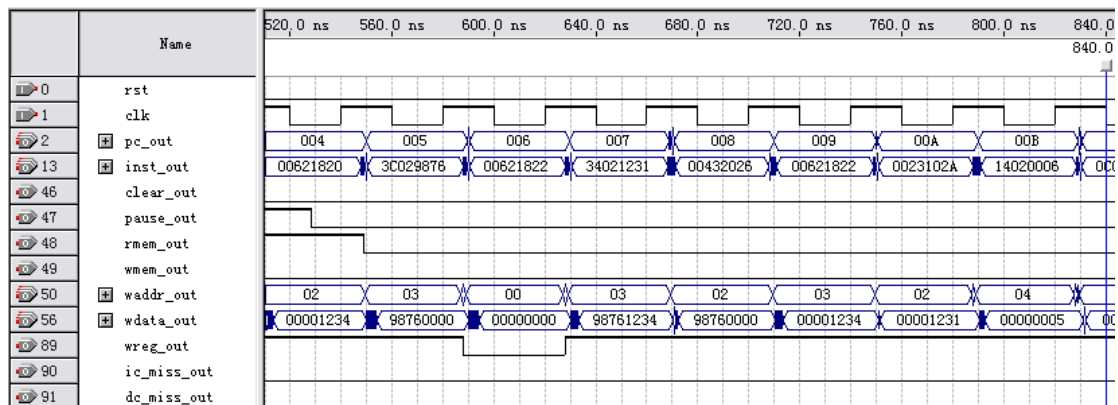 520.0 ns 560.0 ns 600.0 ns 640.0 ns 680.0 ns 720.0 ns 760.0 ns 800.0 ns 840.0
Name
840.0
0 rst
1 clk
2 pc_out 004 005 006 007 008 009 00A 00B
13 inst_out 00621820 3C029876 00621822 34021231 00432026 00621822 0023102A 14020006
46 clear_out
47 pause_out
48 rmem_out
49 wmem_out
50 waddr_out 02 03 00 03 02 03 02 04
56 wdata_out 00001234 98760000 00000000 98761234 98760000 00001234 00001231 00000005 00
89 wreg_out
90 ic_miss_out
91 dc_miss_out